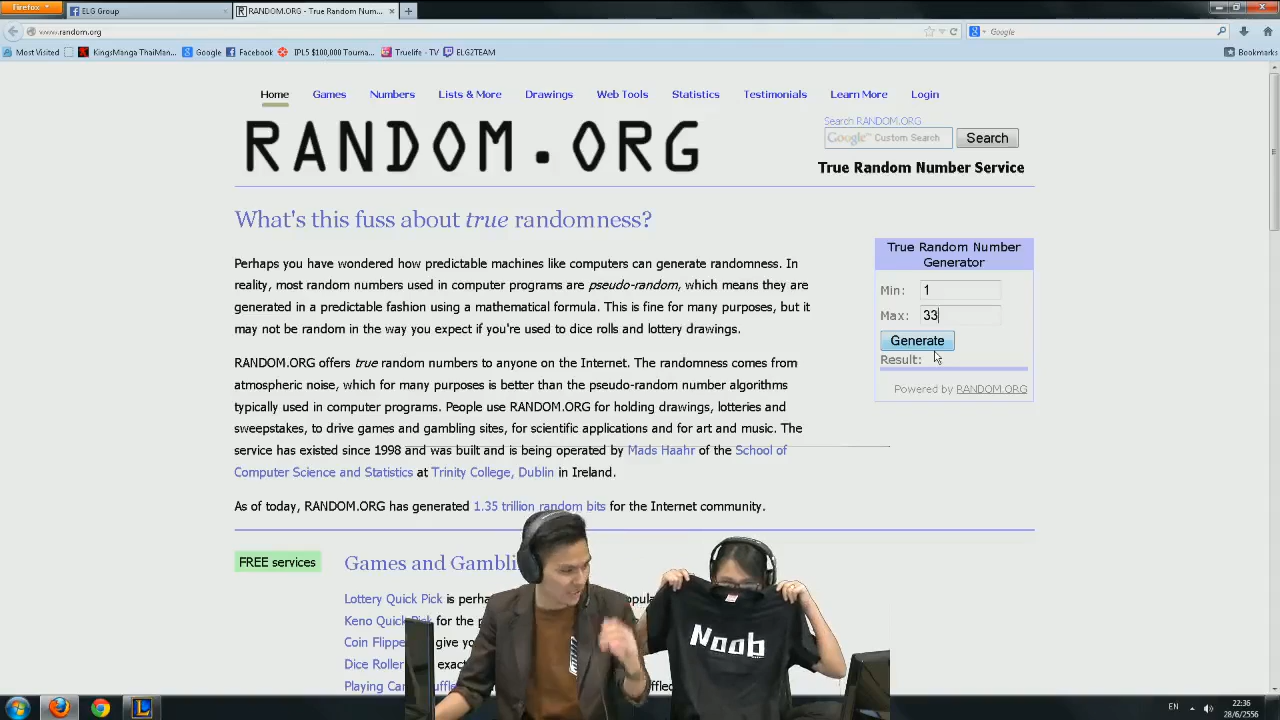 Firefox
ELG Group
RANDOM.ORG - True Random Num...
www.random.org
Google
Most Visited
KingsManga ThaiMan...
Google
Facebook
IPL5 $100,000 Tourna...
Truelife - TV
ELG2TEAM
Bookmarks
Home
Games
Numbers
Lists & More
Drawings
Web Tools
Statistics
Testimonials
Learn More
Login
Search RANDOM.ORG
RANDOM.ORG
Google™ Custom Search
Search
True Random Number Service
What's this fuss about true randomness?
True Random Number
Generator
Perhaps you have wondered how predictable machines like computers can generate randomness. In
reality, most random numbers used in computer programs are pseudo-random, which means they are
generated in a predictable fashion using a mathematical formula. This is fine for many purposes, but it
may not be random in the way you expect if you're used to dice rolls and lottery drawings.
Min: 1
Max: 33
Generate
Result:
Powered by RANDOM.ORG
RANDOM.ORG offers true random numbers to anyone on the Internet. The randomness comes from
atmospheric noise, which for many purposes is better than the pseudo-random number algorithms
typically used in computer programs. People use RANDOM.ORG for holding drawings, lotteries and
sweepstakes, to drive games and gambling sites, for scientific applications and for art and music. The
service has existed since 1998 and was built and is being operated by Mads Haahr of the School of
Computer Science and Statistics at Trinity College, Dublin in Ireland.
As of today, RANDOM.ORG has generated 1.35 trillion random bits for the Internet community.
FREE services
Games and Gambli
Lottery Quick Pick is perha
Keno Quick Pick for the
Coin Flippe give yo
Dice Roller exact
Playing Car
Noob
EN
22:36
28/6/2556